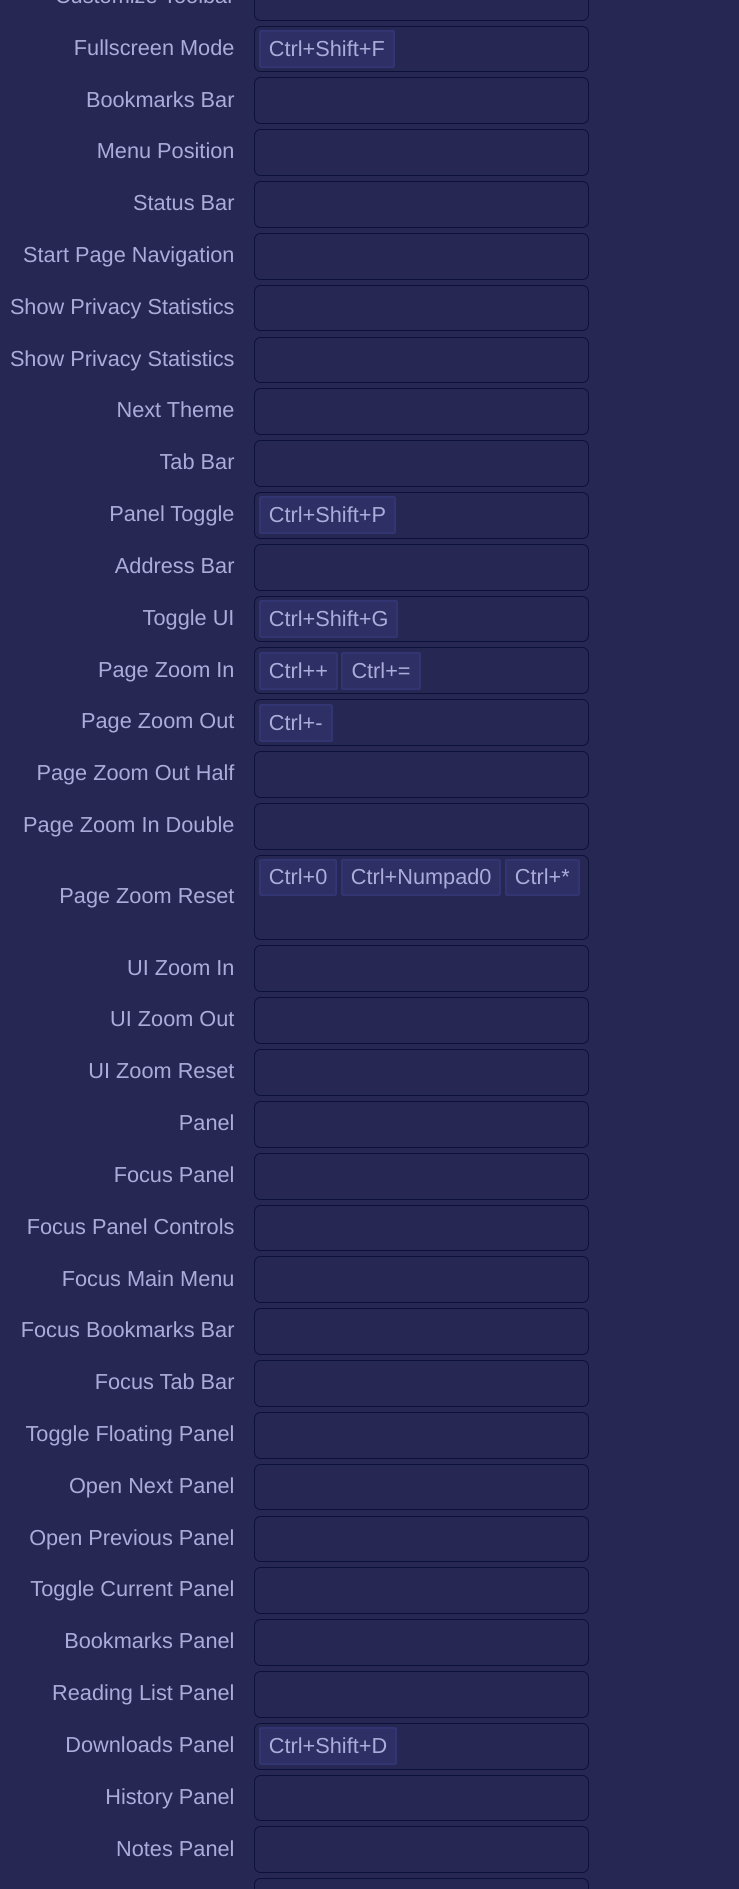 Customize Toolbar
Fullscreen Mode Ctrl+Shift+F
Bookmarks Bar
Menu Position
Status Bar
Start Page Navigation
Show Privacy Statistics
Show Privacy Statistics
Next Theme
Tab Bar
Panel Toggle Ctrl+Shift+P
Address Bar
Toggle UI Ctrl+Shift+G
Page Zoom In Ctrl++ Ctrl+=
Page Zoom Out Ctrl+-
Page Zoom Out Half
Page Zoom In Double
Page Zoom Reset Ctrl+0 Ctrl+Numpad0 Ctrl+*
UI Zoom In
UI Zoom Out
UI Zoom Reset
Panel
Focus Panel
Focus Panel Controls
Focus Main Menu
Focus Bookmarks Bar
Focus Tab Bar
Toggle Floating Panel
Open Next Panel
Open Previous Panel
Toggle Current Panel
Bookmarks Panel
Reading List Panel
Downloads Panel Ctrl+Shift+D
History Panel
Notes Panel